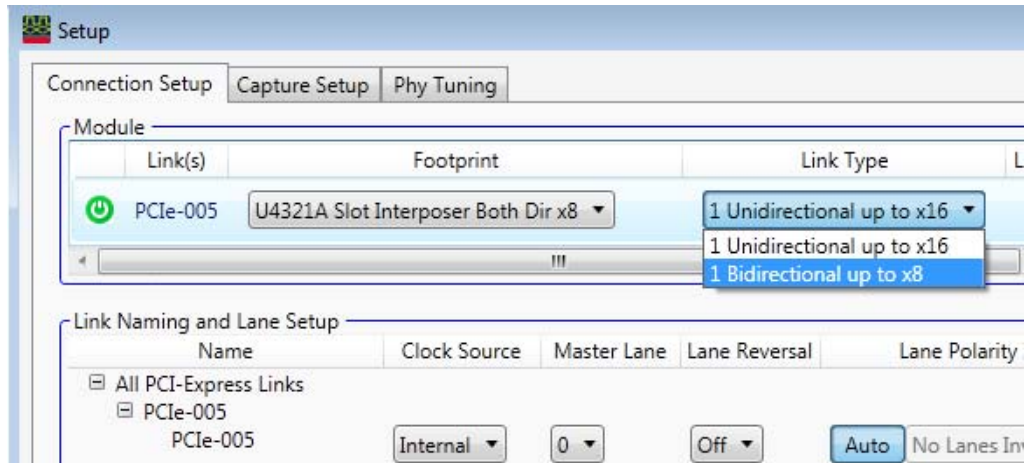 Setup
Connection Setup Capture Setup Phy Tuning
Module
Link(s) Footprint Link Type L
PCIe-005 U4321A Slot Interposer Both Dir x8 1 Unidirectional up to x16
1 Unidirectional up to x16
1 Bidirectional up to x8
Link Naming and Lane Setup
Name Clock Source Master Lane Lane Reversal Lane Polarity
All PCI-Express Links
PCIe-005
PCIe-005 Internal 0 Off Auto No Lanes Inv